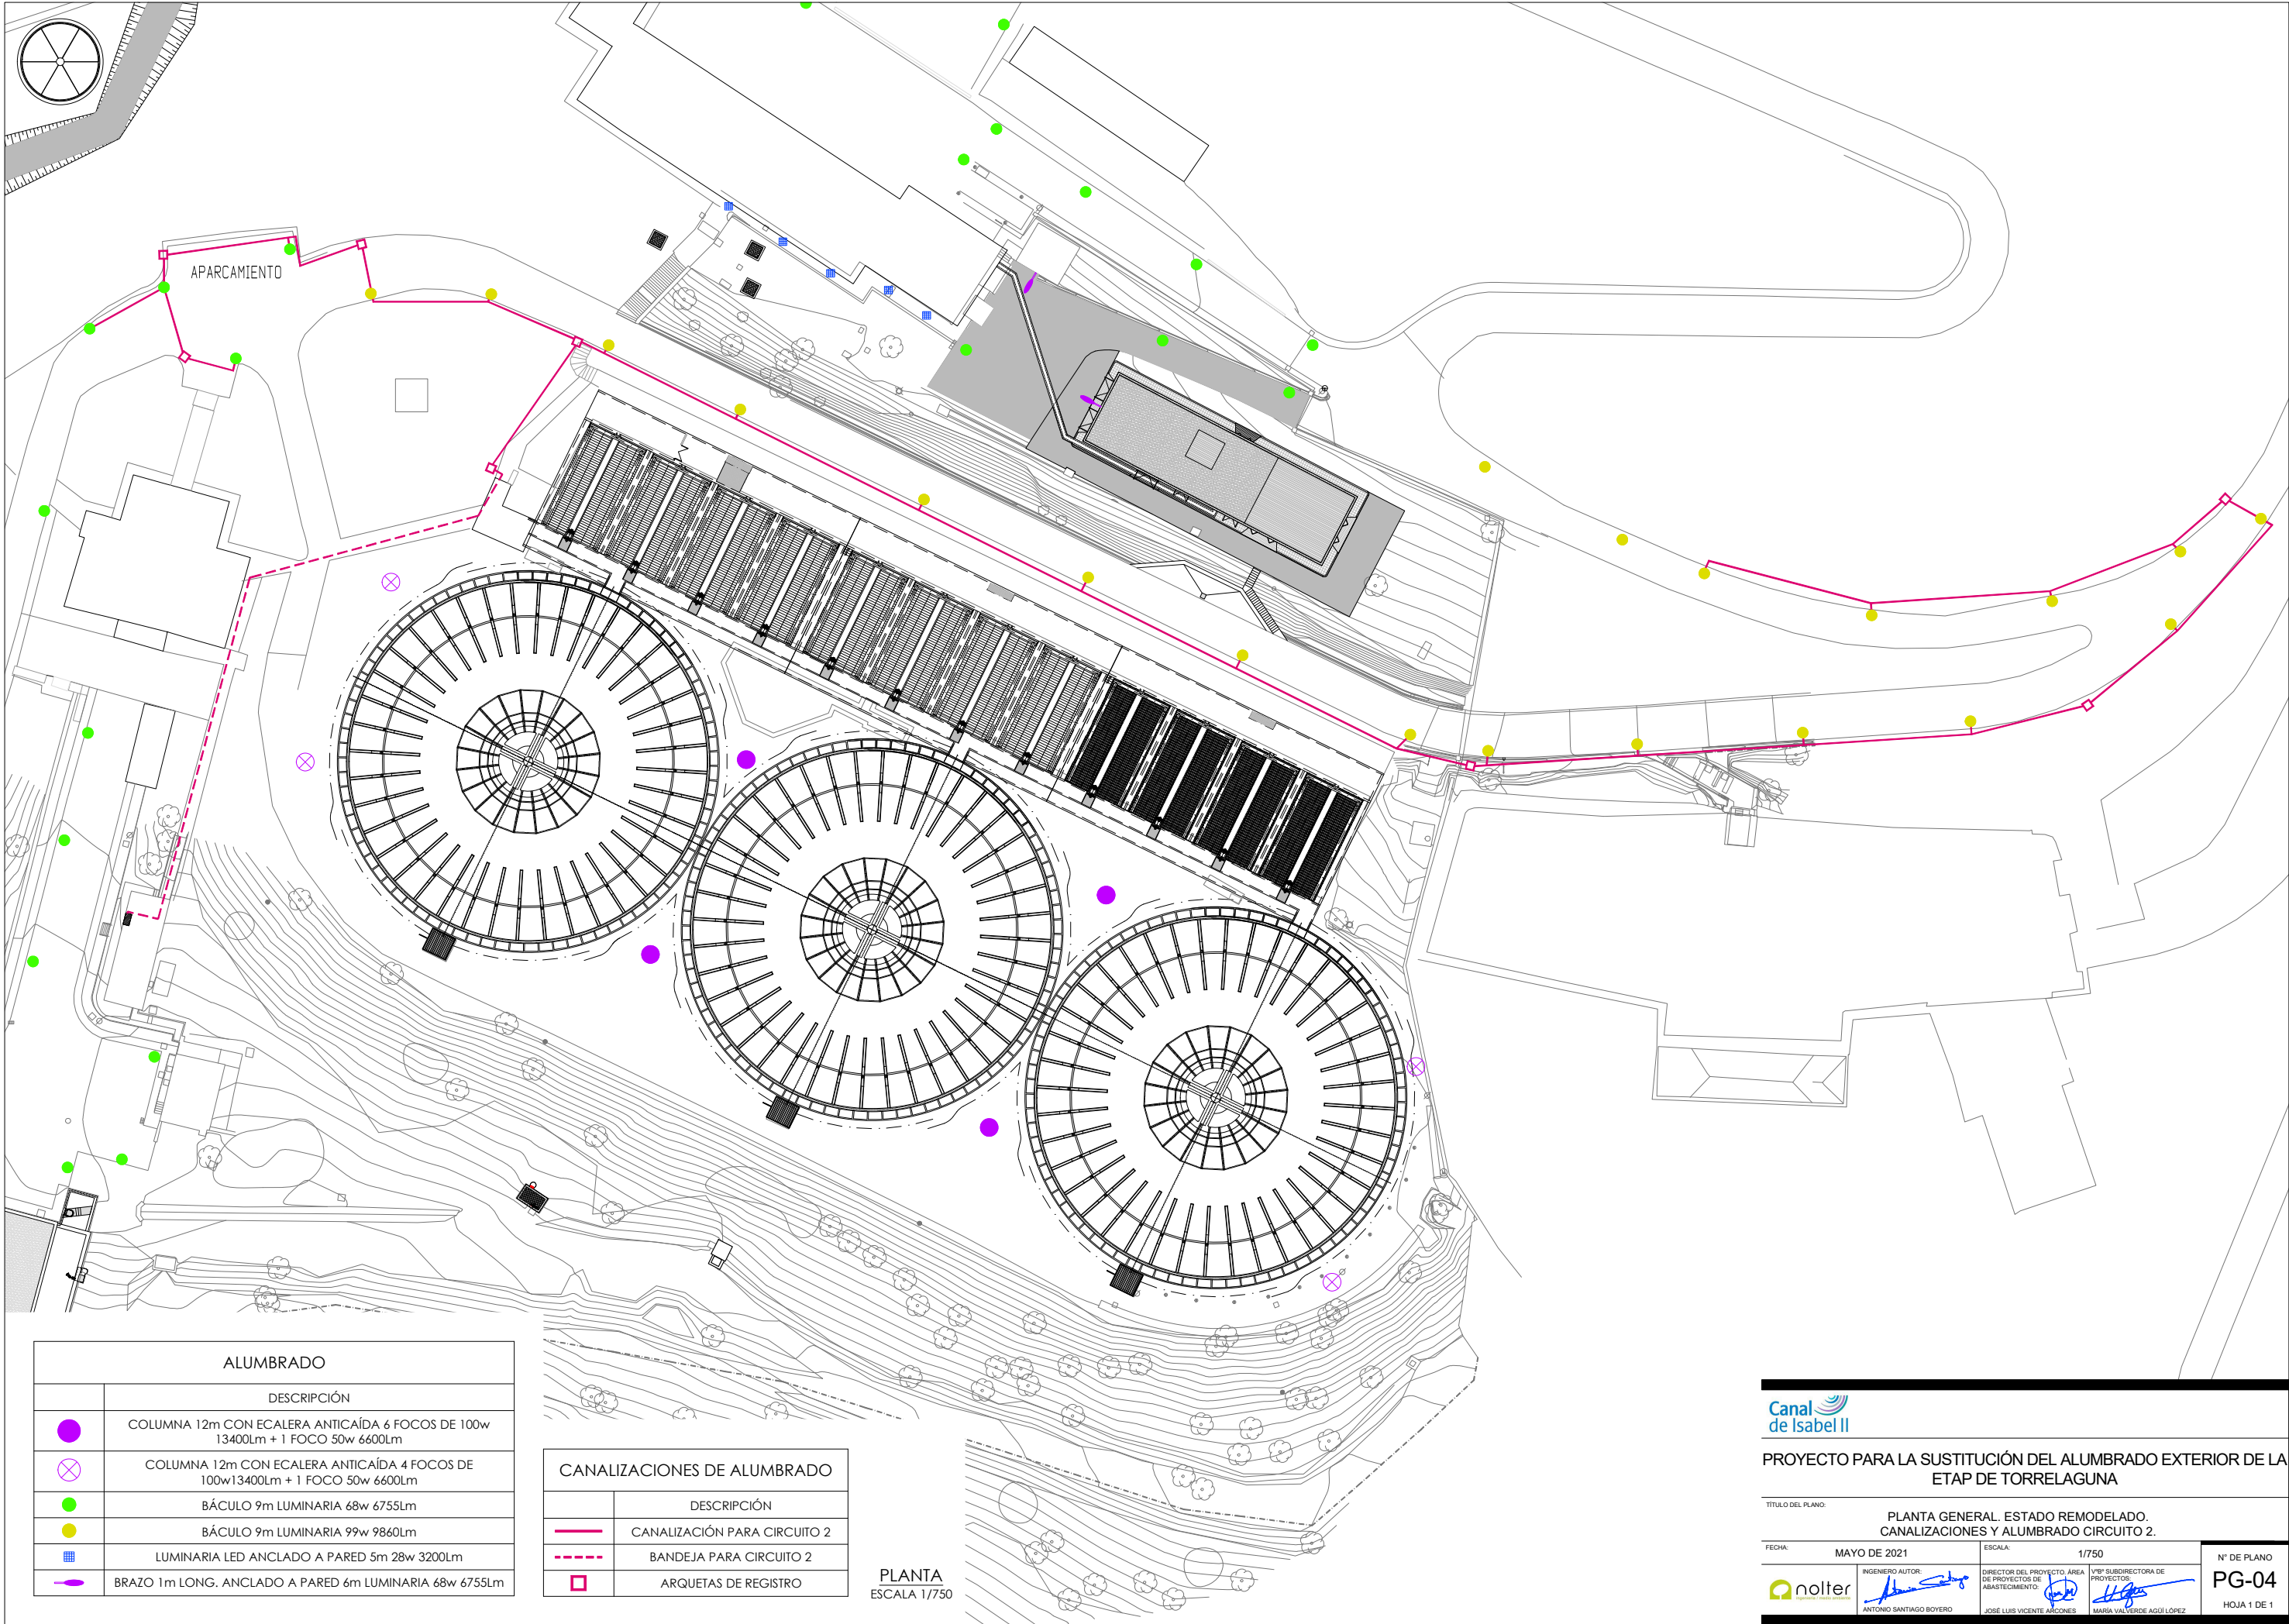 APARCAMIENTO
ALUMBRADO
DESCRIPCIÓN
COLUMNA 12m CON ECALERA ANTICAÍDA 6 FOCOS DE 100w
13400Lm + 1 FOCO 50w 6600Lm
COLUMNA 12m CON ECALERA ANTICAÍDA 4 FOCOS DE
100w13400Lm + 1 FOCO 50w 6600Lm
BÁCULO 9m LUMINARIA 68w 6755Lm
BÁCULO 9m LUMINARIA 99w 9860Lm
LUMINARIA LED ANCLADO A PARED 5m 28w 3200Lm
BRAZO 1m LONG. ANCLADO A PARED 6m LUMINARIA 68w 6755Lm
CANALIZACIONES DE ALUMBRADO
DESCRIPCIÓN
CANALIZACIÓN PARA CIRCUITO 2
BANDEJA PARA CIRCUITO 2
ARQUETAS DE REGISTRO
PLANTA
ESCALA 1/750
Canal
de Isabel II
PROYECTO PARA LA SUSTITUCIÓN DEL ALUMBRADO EXTERIOR DE LA
ETAP DE TORRELAGUNA
TÍTULO DEL PLANO:
PLANTA GENERAL. ESTADO REMODELADO.
CANALIZACIONES Y ALUMBRADO CIRCUITO 2.
FECHA:
MAYO DE 2021
ESCALA:
1/750
Nº DE PLANO
PG-04
HOJA 1 DE 1
nolter
ingeniería i medio ambiente
INGENIERO AUTOR:
ANTONIO SANTIAGO BOYERO
DIRECTOR DEL PROYECTO. ÁREA
DE PROYECTOS DE
ABASTECIMIENTO:
JOSÉ LUIS VICENTE ARCONES
VºBº SUBDIRECTORA DE
PROYECTOS:
MARÍA VALVERDE AGÜI LÓPEZ